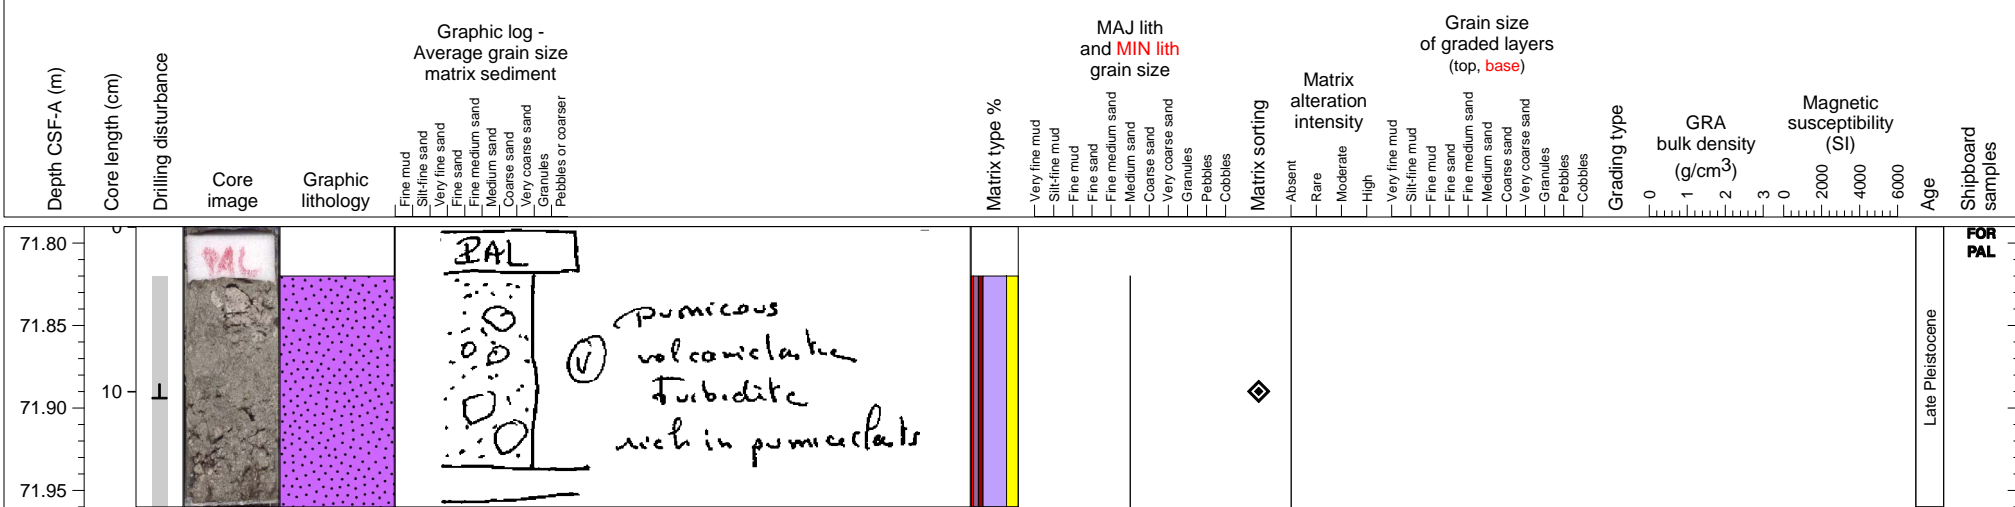 Depth CSF-A (m)
Core length (cm)
Drilling disturbance
Core
image
Graphic
lithology
Graphic log -
Average grain size
matrix sediment
Fine mud
Silt-fine sand
Very fine sand
Fine sand
Fine medium sand
Medium sand
Coarse sand
Very coarse sand
Granules
Pebbles or coarser
Matrix type %
MAJ lith
and MIN lith
grain size
Very fine mud
Silt-fine mud
Fine mud
Fine sand
Fine medium sand
Medium sand
Coarse sand
Very coarse sand
Granules
Pebbles
Cobbles
Matrix sorting
Matrix
alteration
intensity
Absent
Rare
Moderate
High
Grain size
of graded layers
(top, base)
Very fine mud
Silt-fine mud
Fine mud
Fine sand
Fine medium sand
Medium sand
Coarse sand
Very coarse sand
Granules
Pebbles
Cobbles
Grading type
GRA
bulk density
(g/cm3)
0 1 2 3
Magnetic
susceptibility
(SI)
0 2000 4000 6000
Age
Shipboard
samples
71.80
71.85
71.90
71.95
0
10
PAL
PAL
V
pumicous
volcaniclastic
Turbidite
rich in pumiceclasts
Late Pleistocene
FOR
PAL